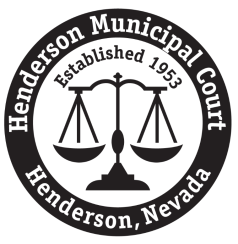 Henderson Municipal Court
Established 1953
Henderson, Nevada